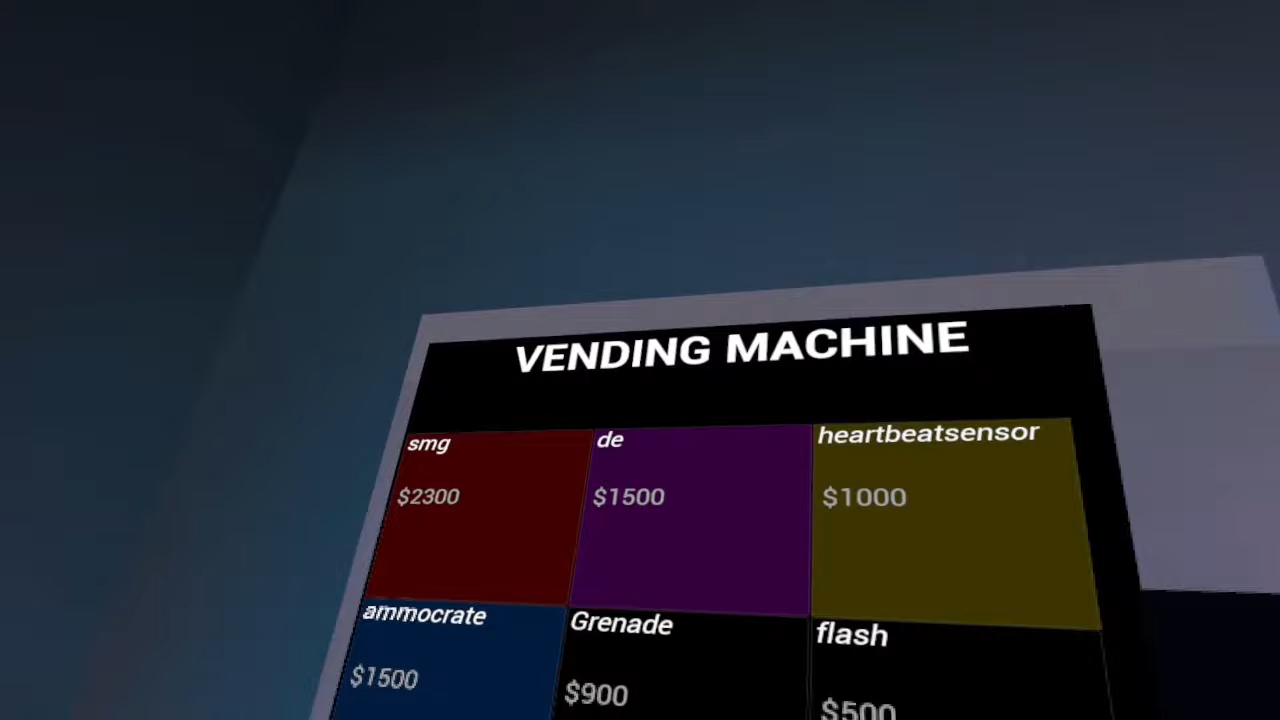 VENDING MACHINE
smg
$2300
de
$1500
heartbeatsensor
$1000
ammocrate
$1500
Grenade
$900
flash
$500